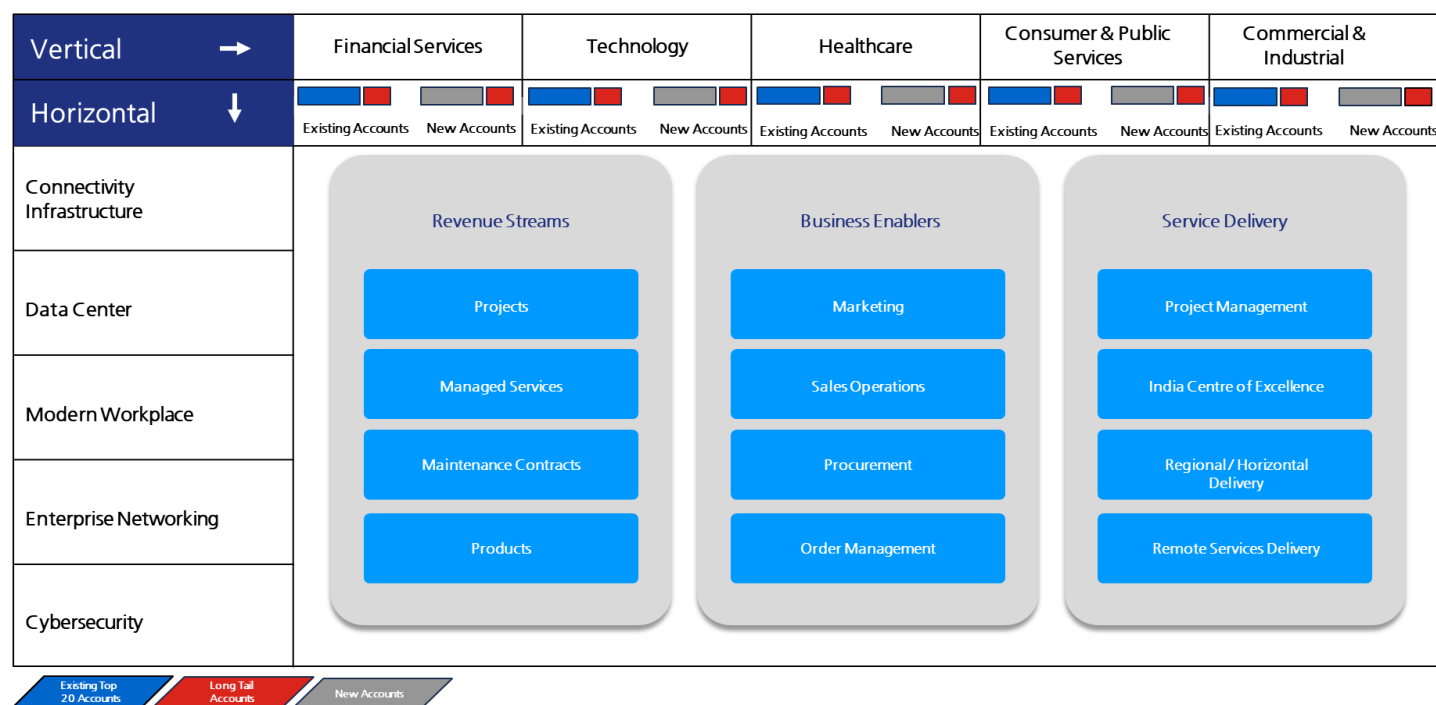 Vertical
Financial Services
Technology
Healthcare
Consumer & Public
Services
Commercial &
Industrial
Horizontal
Existing Accounts
New Accounts
Existing Accounts
New Accounts
Existing Accounts
New Accounts
Existing Accounts
New Accounts
Existing Accounts
New Accounts
Connectivity
Infrastructure
Data Center
Modern Workplace
Enterprise Networking
Cybersecurity
Revenue Streams
Projects
Managed Services
Maintenance Contracts
Products
Business Enablers
Marketing
Sales Operations
Procurement
Order Management
Service Delivery
Project Management
India Centre of Excellence
Regional / Horizontal
Delivery
Remote Services Delivery
Existing Top
20 Accounts
Long Tail
Accounts
New Accounts